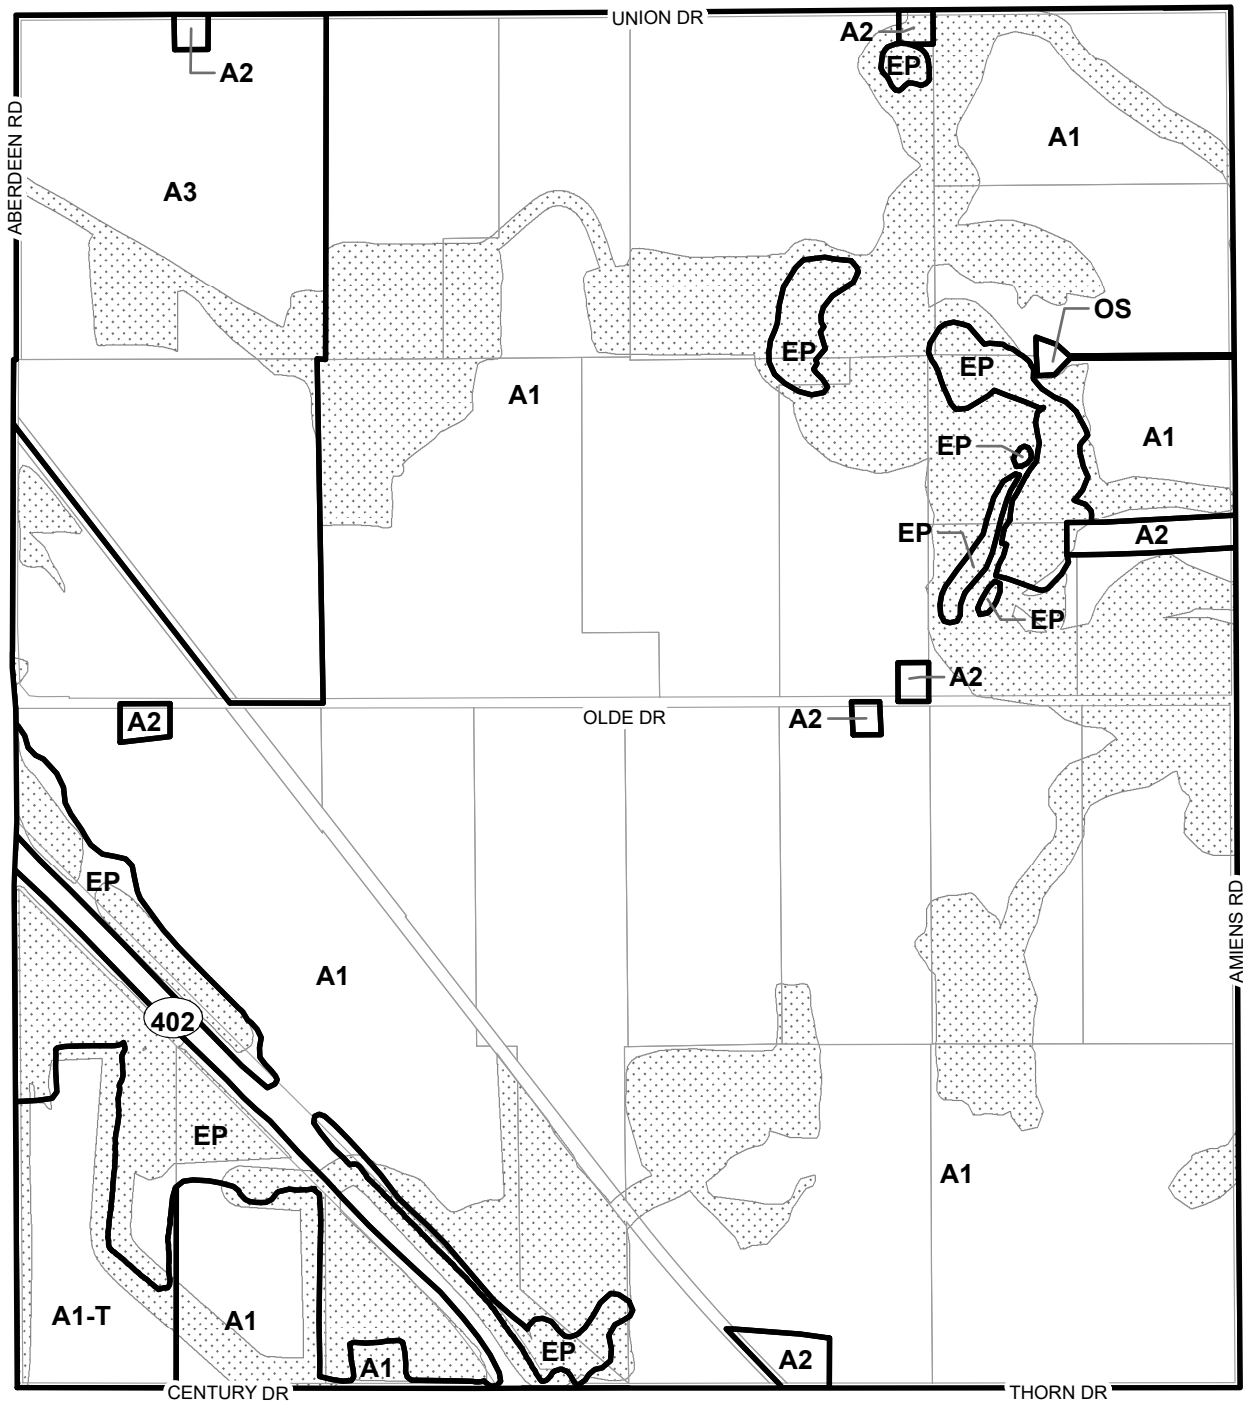 UNION DR
A2
A2
EP
ABERDEEN RD
A1
A3
OS
EP
EP
A1
A1
EP
EP
A2
EP
A2
A2
OLDE DR
A2
EP
AMIENS RD
A1
402
EP
A1
A1-T
A1
EP
A1
A2
CENTURY DR
THORN DR